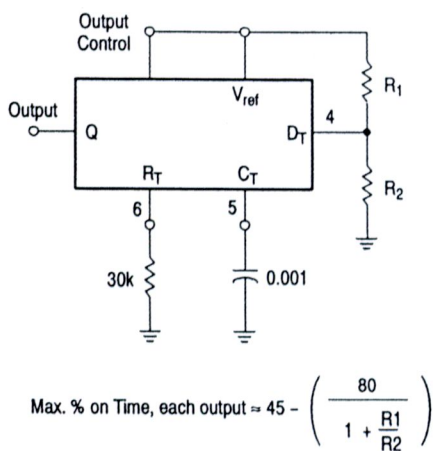 Output
Control
Output
Q
Vref
DT
4
R1
R2
RT
CT
6
5
30k
0.001
Max. % on Time, each output ≈ 45 – ( 80 / 1 + R1/R2 )